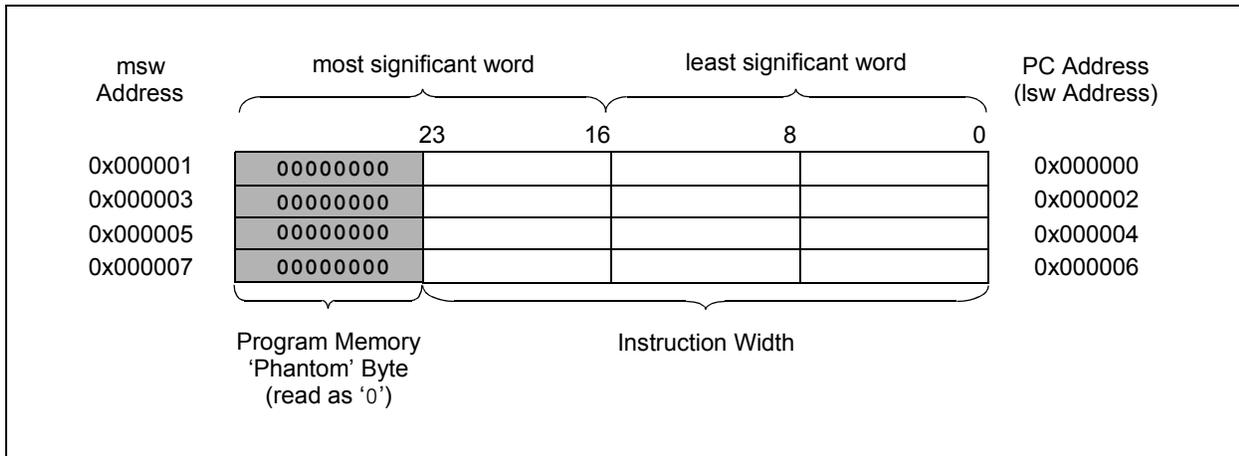 msw
Address
most significant word
least significant word
PC Address
(lsw Address)
23 16 8 0
0x000001 00000000 0x000000
0x000003 00000000 0x000002
0x000005 00000000 0x000004
0x000007 00000000 0x000006
Program Memory
‘Phantom’ Byte
(read as ‘0’)
Instruction Width